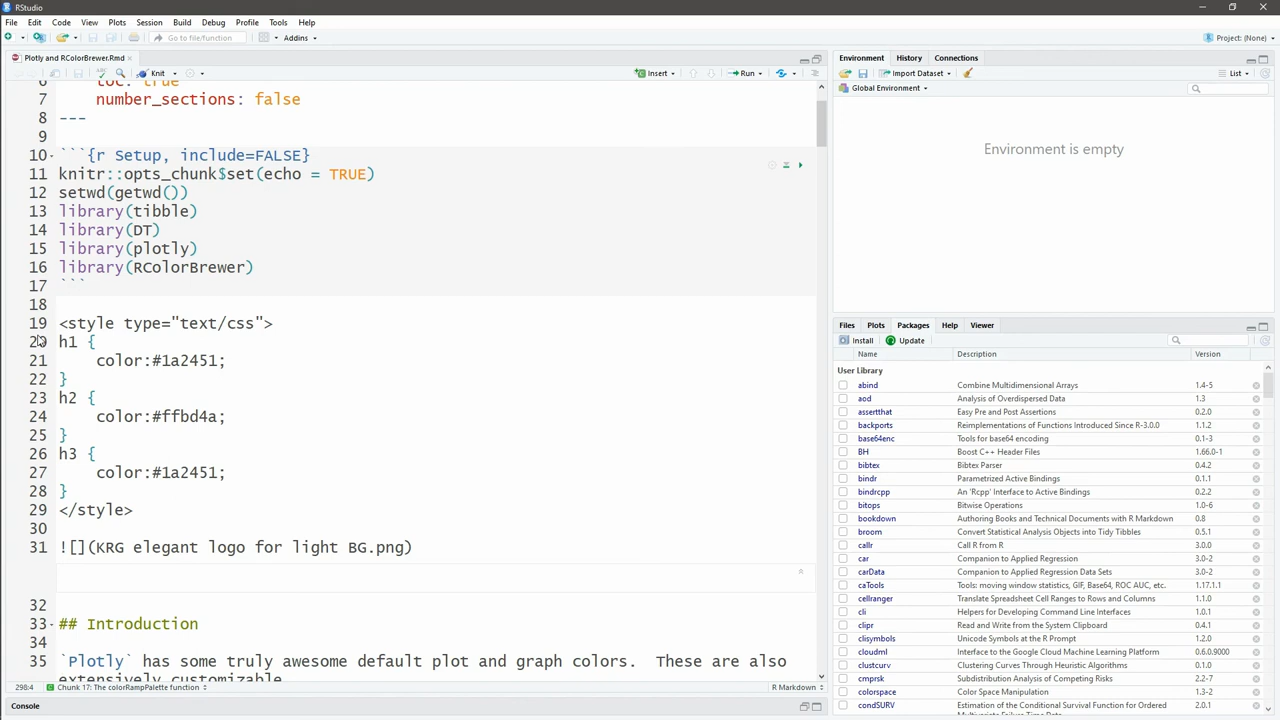 RStudio
File Edit Code View Plots Session Build Debug Profile Tools Help
Go to file/function
Addins
Project: (None)
Plotly and RColorBrewer.Rmd
Knit
Insert
Run
6 toc: true
7 number_sections: false
8 ---
9
10 ```{r Setup, include=FALSE}
11 knitr::opts_chunk$set(echo = TRUE)
12 setwd(getwd())
13 library(tibble)
14 library(DT)
15 library(plotly)
16 library(RColorBrewer)
17 ```
18
19 <style type="text/css">
20 h1 {
21 color:#1a2451;
22 }
23 h2 {
24 color:#ffbd4a;
25 }
26 h3 {
27 color:#1a2451;
28 }
29 </style>
30
31 ![](KRG elegant logo for light BG.png)
32
33 ## Introduction
34
35 `Plotly` has some truly awesome default plot and graph colors. These are also
extensively customizable
298:4 Chunk 17: The colorRampPalette function R Markdown
Console
Environment History Connections
Import Dataset List
Global Environment
Environment is empty
Files Plots Packages Help Viewer
Install Update
Name Description Version
User Library
abind Combine Multidimensional Arrays 1.4-5
aod Analysis of Overdispersed Data 1.3
assertthat Easy Pre and Post Assertions 0.2.0
backports Reimplementations of Functions Introduced Since R-3.0.0 1.1.2
base64enc Tools for base64 encoding 0.1-3
BH Boost C++ Header Files 1.66.0-1
bibtex Bibtex Parser 0.4.2
bindr Parametrized Active Bindings 0.1.1
bindrcpp An 'Rcpp' Interface to Active Bindings 0.2.2
bitops Bitwise Operations 1.0-6
bookdown Authoring Books and Technical Documents with R Markdown 0.8
broom Convert Statistical Analysis Objects into Tidy Tibbles 0.5.1
callr Call R from R 3.0.0
car Companion to Applied Regression 3.0-2
carData Companion to Applied Regression Data Sets 3.0-2
caTools Tools: moving window statistics, GIF, Base64, ROC AUC, etc. 1.17.1.1
cellranger Translate Spreadsheet Cell Ranges to Rows and Columns 1.1.0
cli Helpers for Developing Command Line Interfaces 1.0.1
clipr Read and Write from the System Clipboard 0.4.1
clisymbols Unicode Symbols at the R Prompt 1.2.0
cloudml Interface to the Google Cloud Machine Learning Platform 0.6.0.9000
clustcurv Clustering Curves Through Heuristic Algorithms 0.1.0
cmprsk Subdistribution Analysis of Competing Risks 2.2-7
colorspace Color Space Manipulation 1.3-2
condSURV Estimation of the Conditional Survival Function for Ordered 2.0.1